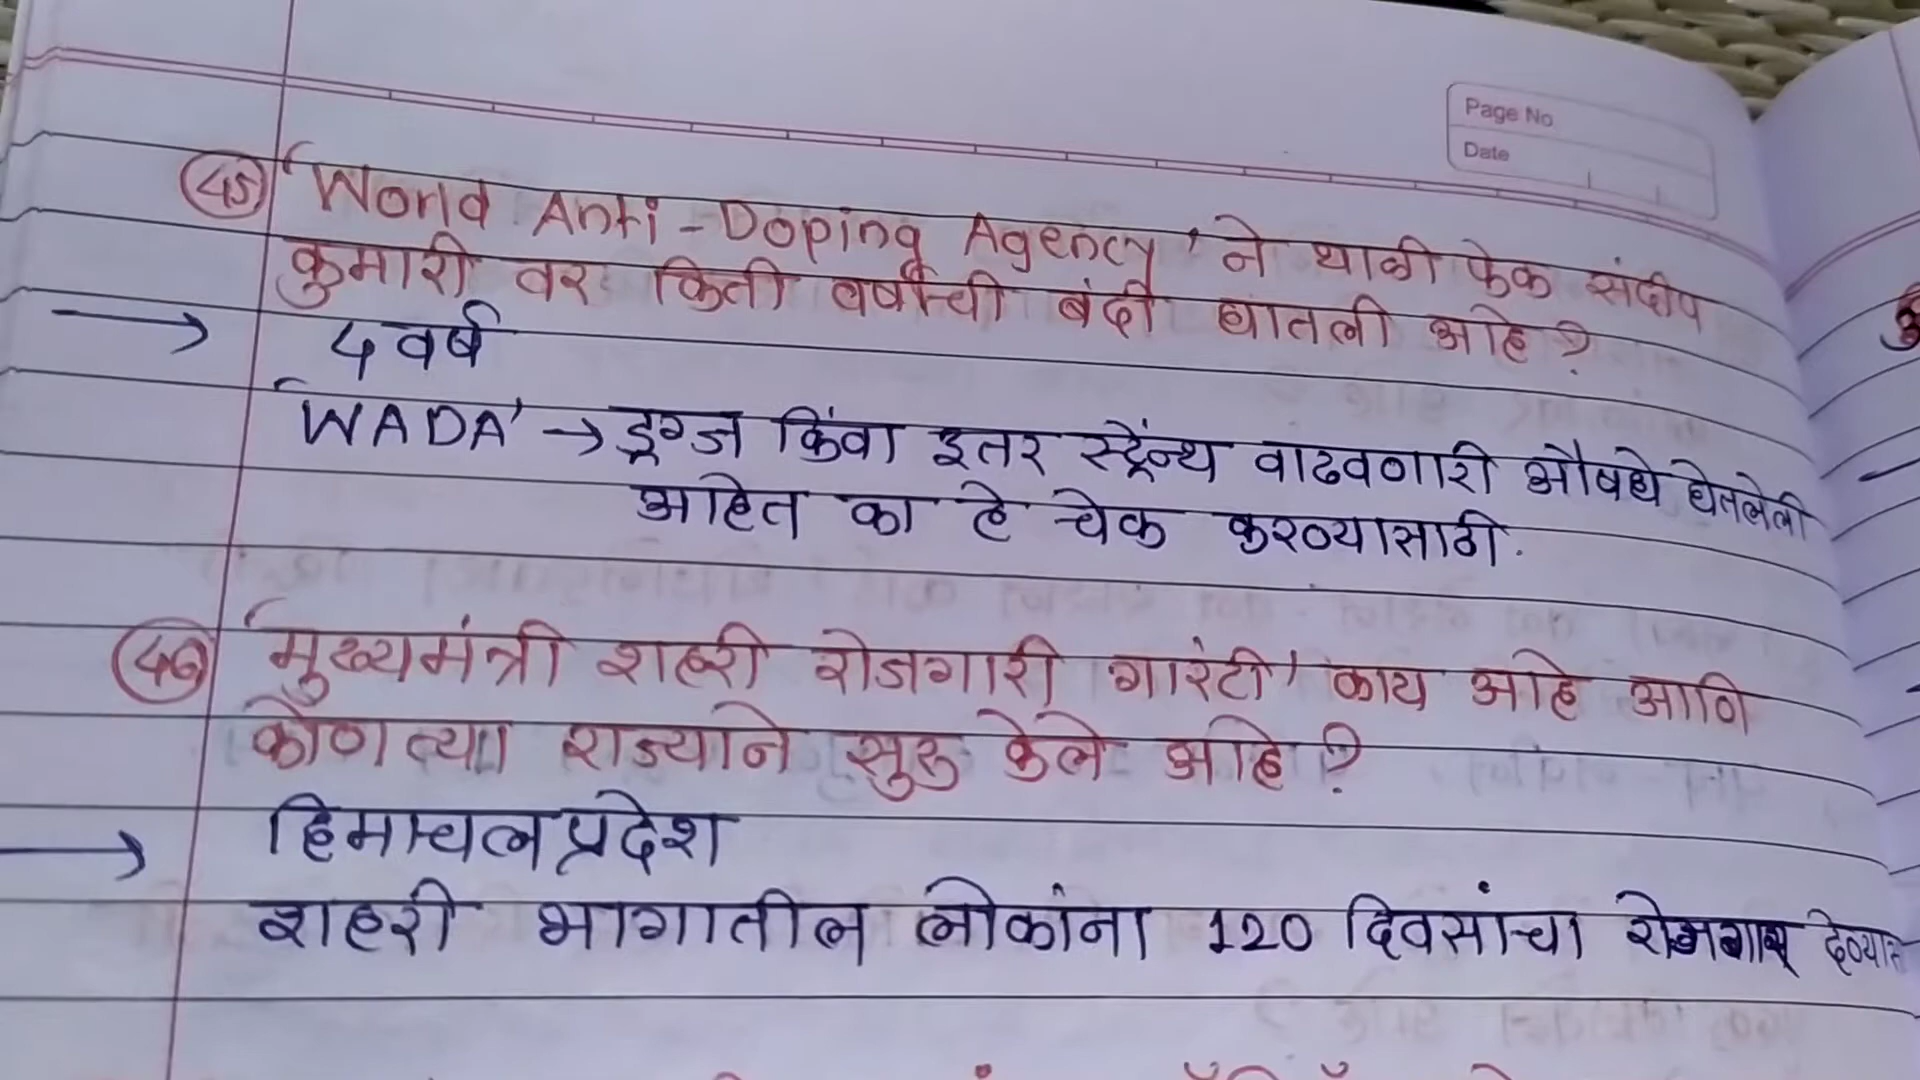 Page No
Date
(45) 'World Anti-Doping Agency' ने थाळी फेक संदीप
कुमारी वर किती वर्षाची बंदी घातली आहे?
→ 4 वर्ष
'WADA' → ड्रग्ज किंवा इतर स्ट्रेंन्थ वाढवणारी औषधे घेतलेली
आहेत का हे चेक करण्यासाठी.
(46) 'मुख्यमंत्री शहरी रोजगारी गारंटी' काय आहे आणि
कोणत्या राज्याने सुरु केले आहे?
→ हिमाचल प्रदेश
शहरी भागातील लोकांना 120 दिवसांचा रोजगार देण्यात